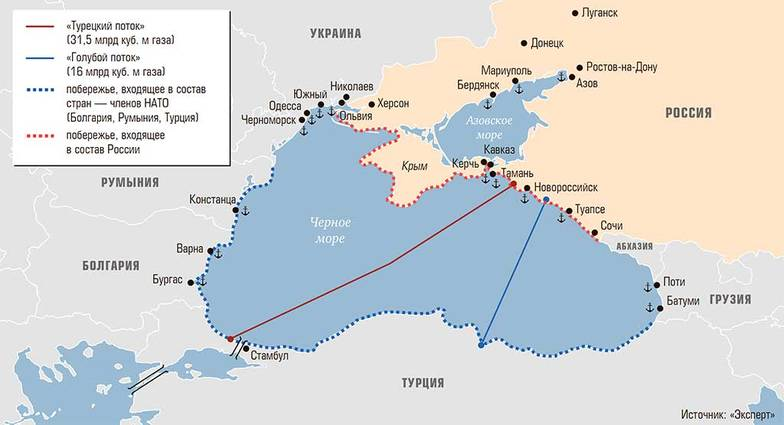 «Турецкий поток»
(31,5 млрд куб. м газа)
«Голубой поток»
(16 млрд куб. м газа)
побережье, входящее в состав
стран — членов НАТО
(Болгария, Румыния, Турция)
побережье, входящее
в состав России
УКРАИНА
Луганск
Донецк
Ростов-на-Дону
Мариуполь
Азов
Бердянск
Николаев
Южный
Херсон
Одесса
Ольвия
Черноморск
Азовское
море
РОССИЯ
Кавказ
Крым
Керчь
Тамань
РУМЫНИЯ
Новороссийск
Констанца
Туапсе
Черное
море
Сочи
АБХАЗИЯ
Варна
БОЛГАРИЯ
Бургас
Поти
ГРУЗИЯ
Батуми
Стамбул
ТУРЦИЯ
Источник: «Эксперт»